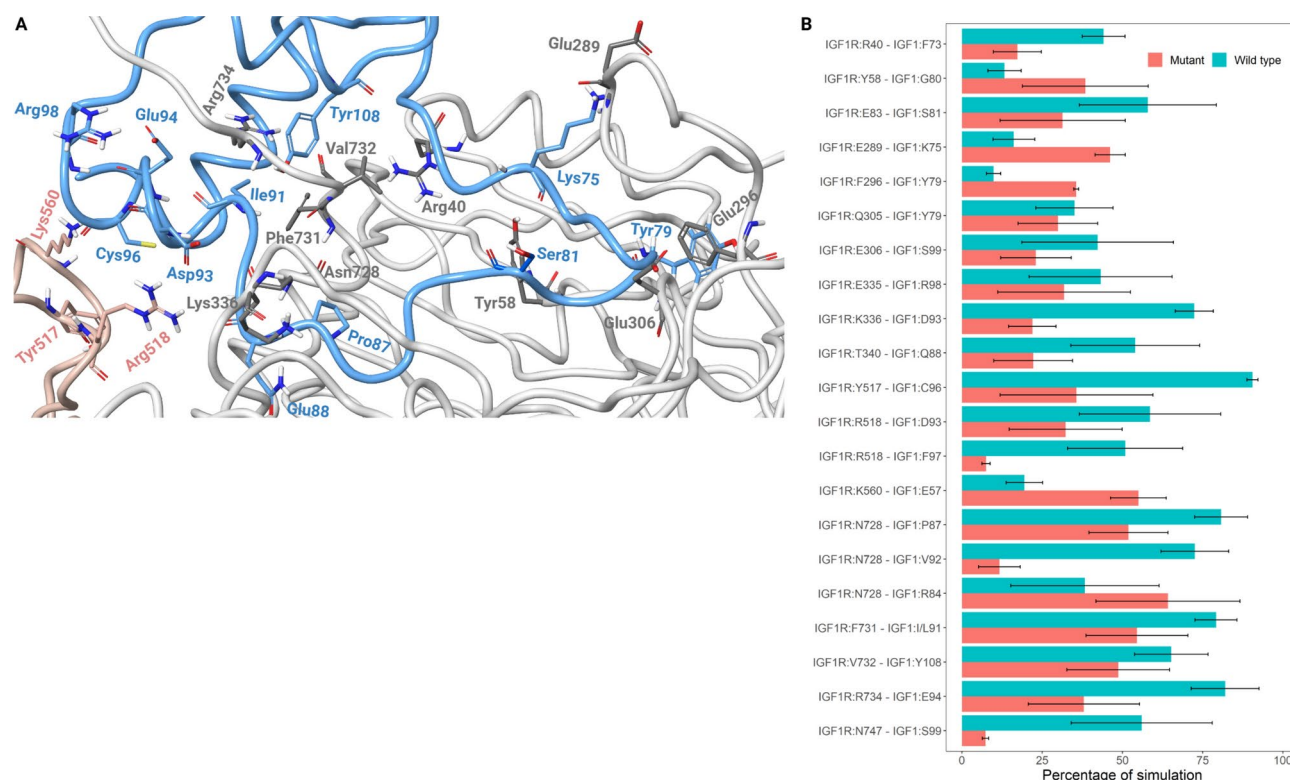 A
Glu289
Arg734
Arg98
Glu94
Tyr108
Val732
Lys75
Ile91
Arg40
Lys560
Phe731
Glu296
Tyr79
Cys96
Asp93
Asn728
Ser81
Lys336
Tyr58
Glu306
Tyr517
Arg518
Pro87
Glu88
B
Mutant Wild type
IGF1R:R40 - IGF1:F73
IGF1R:Y58 - IGF1:G80
IGF1R:E83 - IGF1:S81
IGF1R:E289 - IGF1:K75
IGF1R:F296 - IGF1:Y79
IGF1R:Q305 - IGF1:Y79
IGF1R:E306 - IGF1:S99
IGF1R:E335 - IGF1:R98
IGF1R:K336 - IGF1:D93
IGF1R:T340 - IGF1:Q88
IGF1R:Y517 - IGF1:C96
IGF1R:R518 - IGF1:D93
IGF1R:R518 - IGF1:F97
IGF1R:K560 - IGF1:E57
IGF1R:N728 - IGF1:P87
IGF1R:N728 - IGF1:V92
IGF1R:N728 - IGF1:R84
IGF1R:F731 - IGF1:I/L91
IGF1R:V732 - IGF1:Y108
IGF1R:R734 - IGF1:E94
IGF1R:N747 - IGF1:S99
0 25 50 75 100
Percentage of simulation